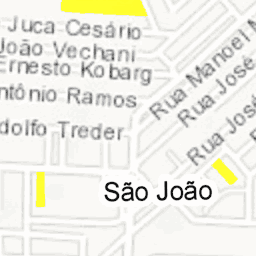 Juca Cesário
João Vechani
Ernesto Kobarg
ntônio Ramos
dolfo Treder
Rua Manoel M
Rua José
Rua José
São João